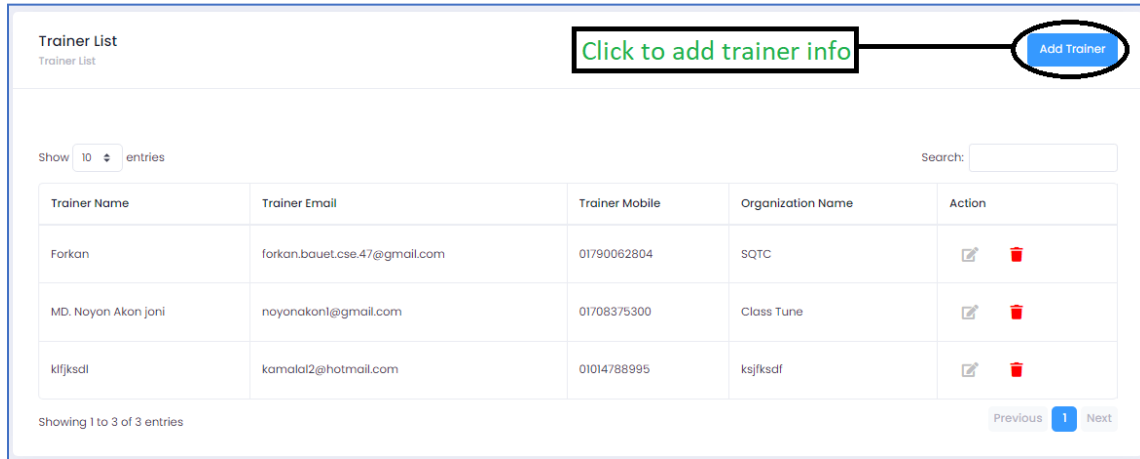 Trainer List
Trainer List
Click to add trainer info
Add Trainer
Show 10 entries
Search:
Trainer Name Trainer Email Trainer Mobile Organization Name Action
Forkan forkan.bauet.cse.47@gmail.com 01790062804 SQTC
MD. Noyon Akon joni noyonakon1@gmail.com 01708375300 Class Tune
klfjksdl kamalal2@hotmail.com 01014788995 ksjfksdf
Showing 1 to 3 of 3 entries
Previous 1 Next